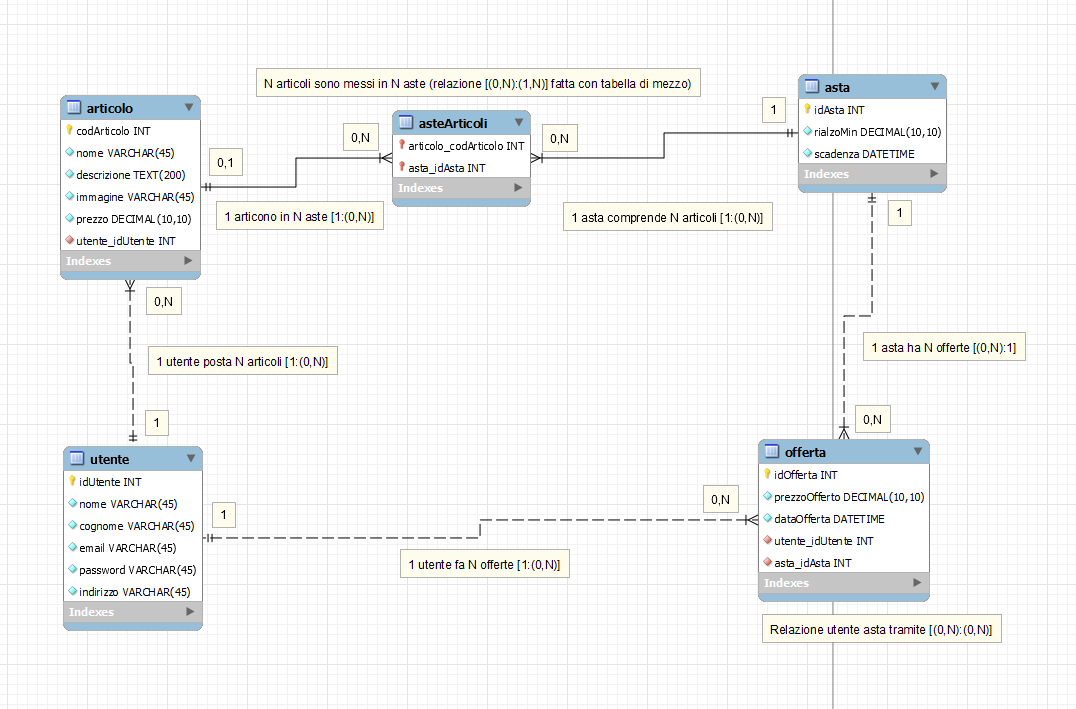 N articoli sono messi in N aste (relazione [(0,N):(1,N)] fatta con tabella di mezzo)
articolo
codArticolo INT
nome VARCHAR(45)
descrizione TEXT(200)
immagine VARCHAR(45)
prezzo DECIMAL(10,10)
utente_idUtente INT
Indexes
0,1
0,N
asteArticoli
articolo_codArticolo INT
asta_idAsta INT
Indexes
0,N
1
asta
idAsta INT
rialzoMin DECIMAL(10,10)
scadenza DATETIME
Indexes
1 articono in N aste [1:(0,N)]
1 asta comprende N articoli [1:(0,N)]
1
0,N
1 utente posta N articoli [1:(0,N)]
1 asta ha N offerte [(0,N):1]
1
0,N
utente
idUtente INT
nome VARCHAR(45)
cognome VARCHAR(45)
email VARCHAR(45)
password VARCHAR(45)
indirizzo VARCHAR(45)
Indexes
1
0,N
1 utente fa N offerte [1:(0,N)]
offerta
idOfferta INT
prezzoOfferto DECIMAL(10,10)
dataOfferta DATETIME
utente_idUtente INT
asta_idAsta INT
Indexes
Relazione utente asta tramite [(0,N):(0,N)]